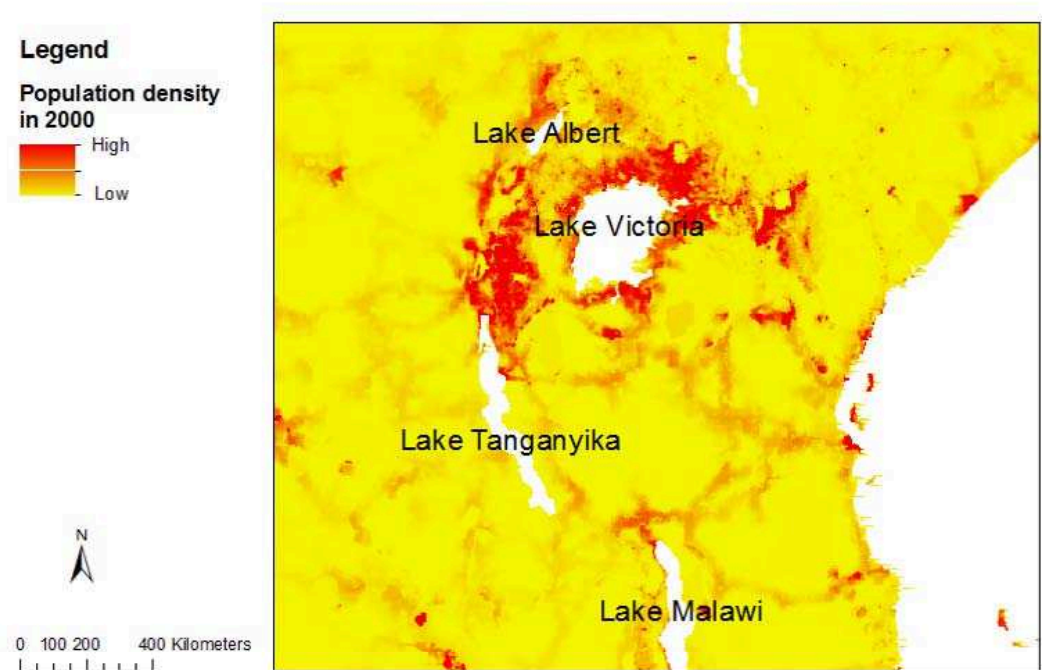 Legend
Population density
in 2000
High
Low
Lake Albert
Lake Victoria
Lake Tanganyika
Lake Malawi
N
0 100 200 400 Kilometers